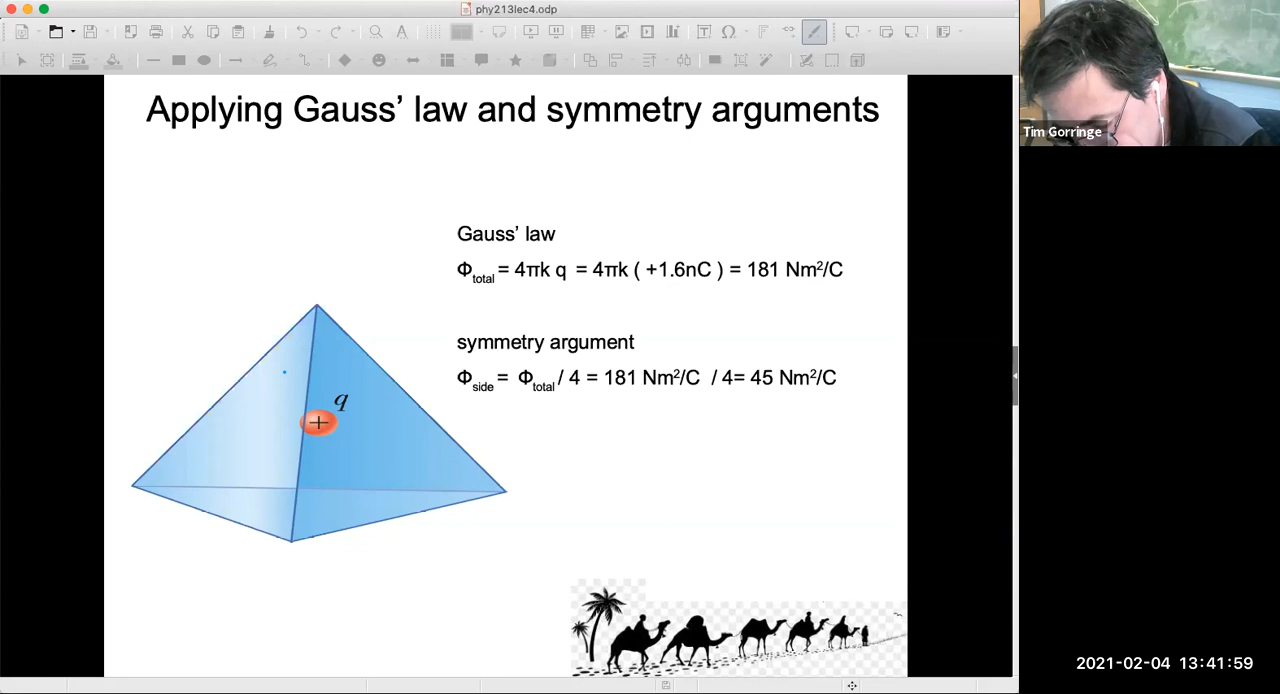 phy213lec4.odp
Applying Gauss’ law and symmetry arguments
Gauss’ law
Φtotal = 4πk q = 4πk ( +1.6nC ) = 181 Nm²/C
symmetry argument
Φside = Φtotal / 4 = 181 Nm²/C / 4= 45 Nm²/C
q
+
Tim Gorringe
2021-02-04 13:41:59